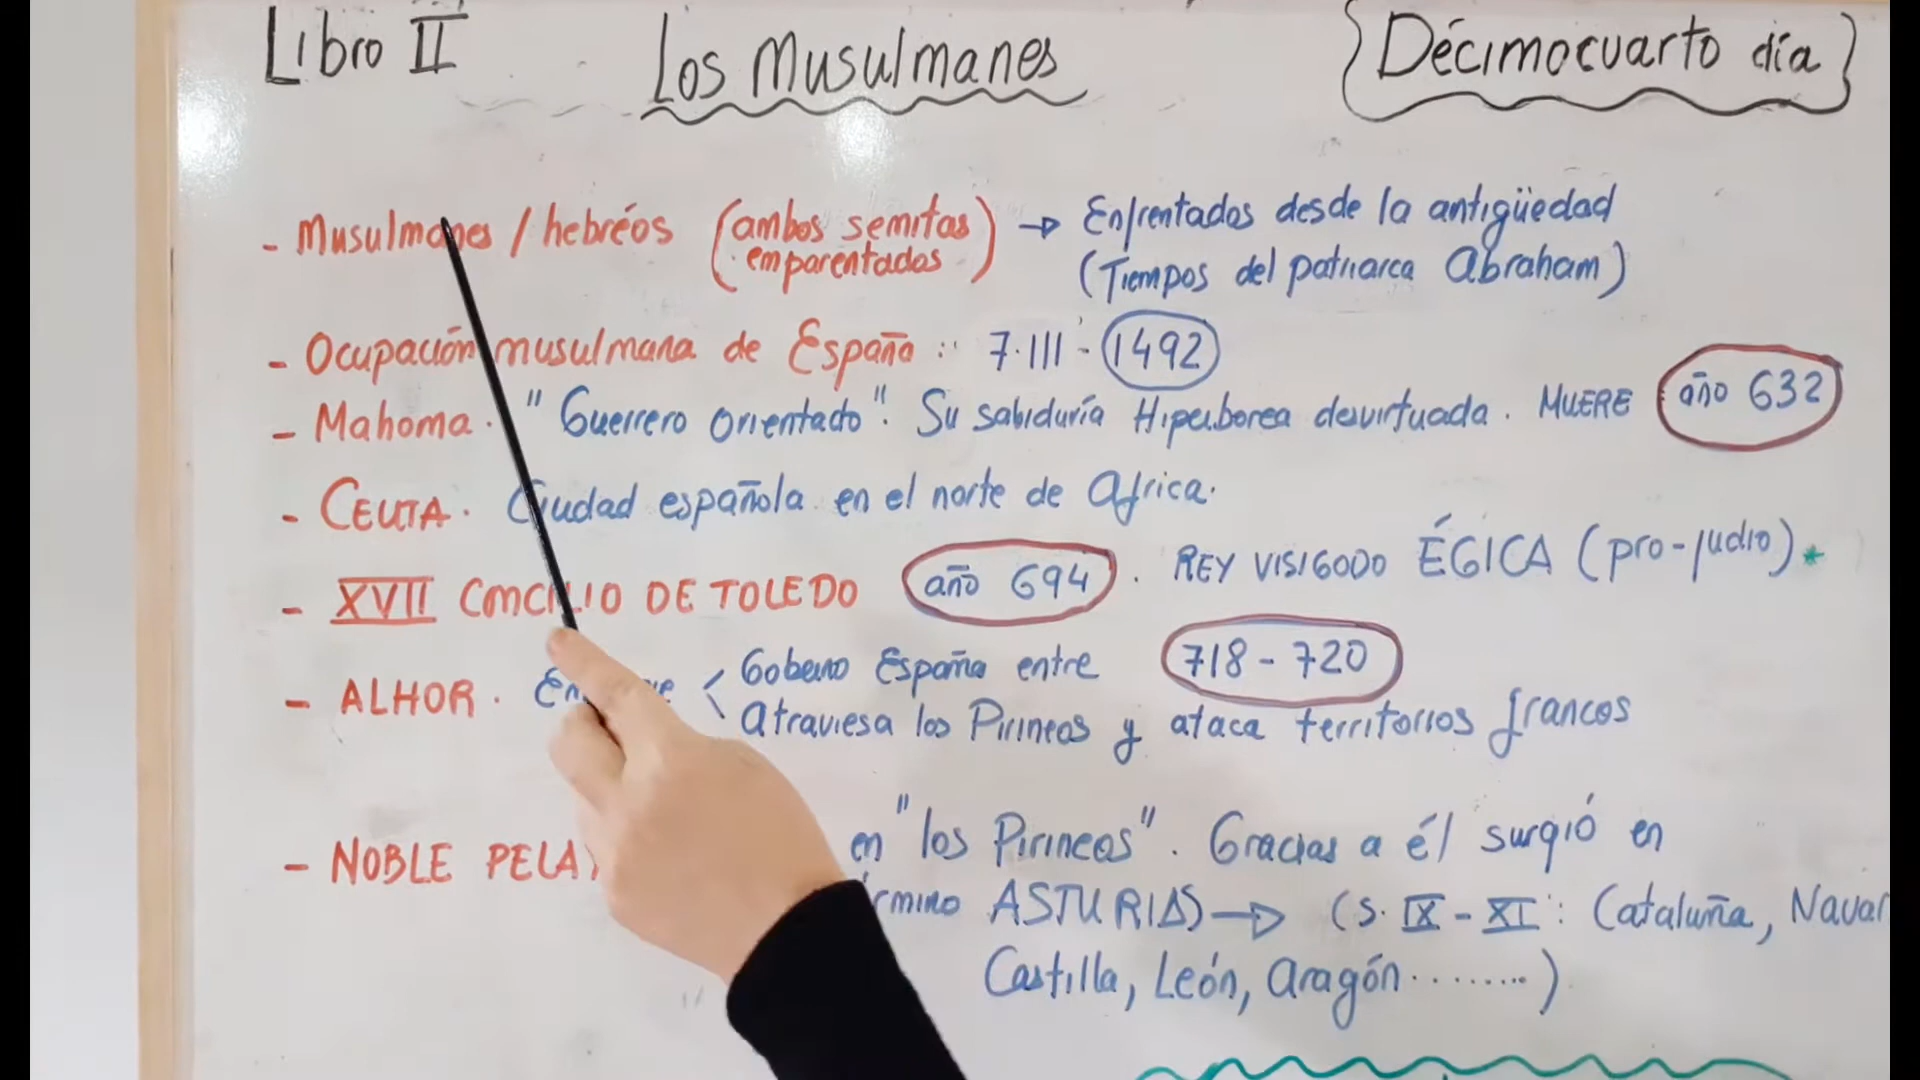 Libro II
Los Musulmanes
{Décimocuarto día}
- Musulmanes / hebréos (ambos semitas emparentados) → Enfrentados desde la antigüedad
(Tiempos del patriarca Abraham)
- Ocupación musulmana de España : 7.111 - 1492
- Mahoma. "Guerrero Orientado". Su sabiduría Hiperborea desvirtuada. MUERE año 632
- CEUTA. Ciudad española en el norte de Africa.
- XVII CONCILIO DE TOLEDO año 694. REY VISIGODO ÉGICA (pro-judio)*
- ALHOR. < Goberno España entre 718 - 720
Atraviesa los Pirineos y ataca territorios francos
- NOBLE en "los Pirineos". Gracias a él surgió en
ASTURIAS → (S. IX - XI : Cataluña,
Castilla, León, Aragón ........)